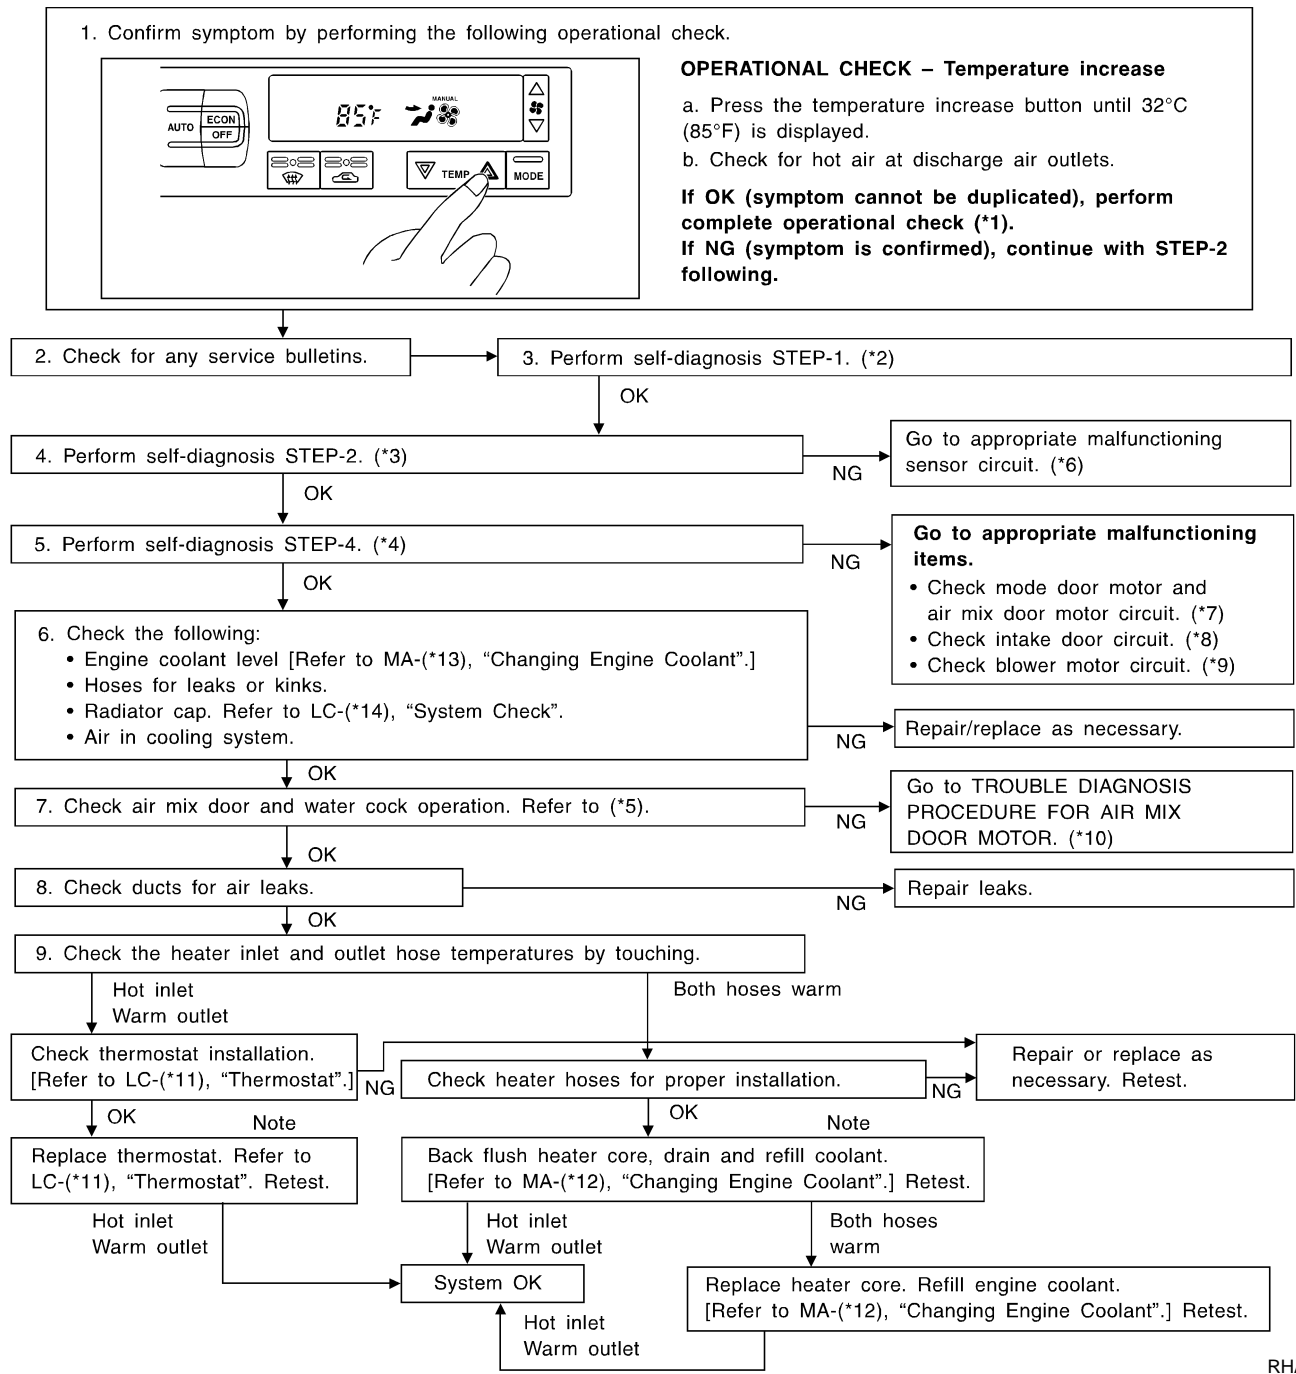 1. Confirm symptom by performing the following operational check.
AUTO
ECON
OFF
85°F
MANUAL
TEMP
MODE
OPERATIONAL CHECK – Temperature increase
a. Press the temperature increase button until 32°C
(85°F) is displayed.
b. Check for hot air at discharge air outlets.
If OK (symptom cannot be duplicated), perform
complete operational check (*1).
If NG (symptom is confirmed), continue with STEP-2
following.
2. Check for any service bulletins.
3. Perform self-diagnosis STEP-1. (*2)
OK
4. Perform self-diagnosis STEP-2. (*3)
NG
Go to appropriate malfunctioning
sensor circuit. (*6)
OK
5. Perform self-diagnosis STEP-4. (*4)
NG
Go to appropriate malfunctioning
items.
• Check mode door motor and
air mix door motor circuit. (*7)
• Check intake door circuit. (*8)
• Check blower motor circuit. (*9)
OK
6. Check the following:
• Engine coolant level [Refer to MA-(*13), “Changing Engine Coolant”.]
• Hoses for leaks or kinks.
• Radiator cap. Refer to LC-(*14), “System Check”.
• Air in cooling system.
NG
Repair/replace as necessary.
OK
7. Check air mix door and water cock operation. Refer to (*5).
NG
Go to TROUBLE DIAGNOSIS
PROCEDURE FOR AIR MIX
DOOR MOTOR. (*10)
OK
8. Check ducts for air leaks.
NG
Repair leaks.
OK
9. Check the heater inlet and outlet hose temperatures by touching.
Hot inlet
Warm outlet
Both hoses warm
Check thermostat installation.
[Refer to LC-(*11), “Thermostat”.]
NG
Check heater hoses for proper installation.
NG
Repair or replace as
necessary. Retest.
OK
Note
OK
Note
Replace thermostat. Refer to
LC-(*11), “Thermostat”. Retest.
Back flush heater core, drain and refill coolant.
[Refer to MA-(*12), “Changing Engine Coolant”.] Retest.
Hot inlet
Warm outlet
Hot inlet
Warm outlet
Both hoses
warm
System OK
Replace heater core. Refill engine coolant.
[Refer to MA-(*12), “Changing Engine Coolant”.] Retest.
Hot inlet
Warm outlet